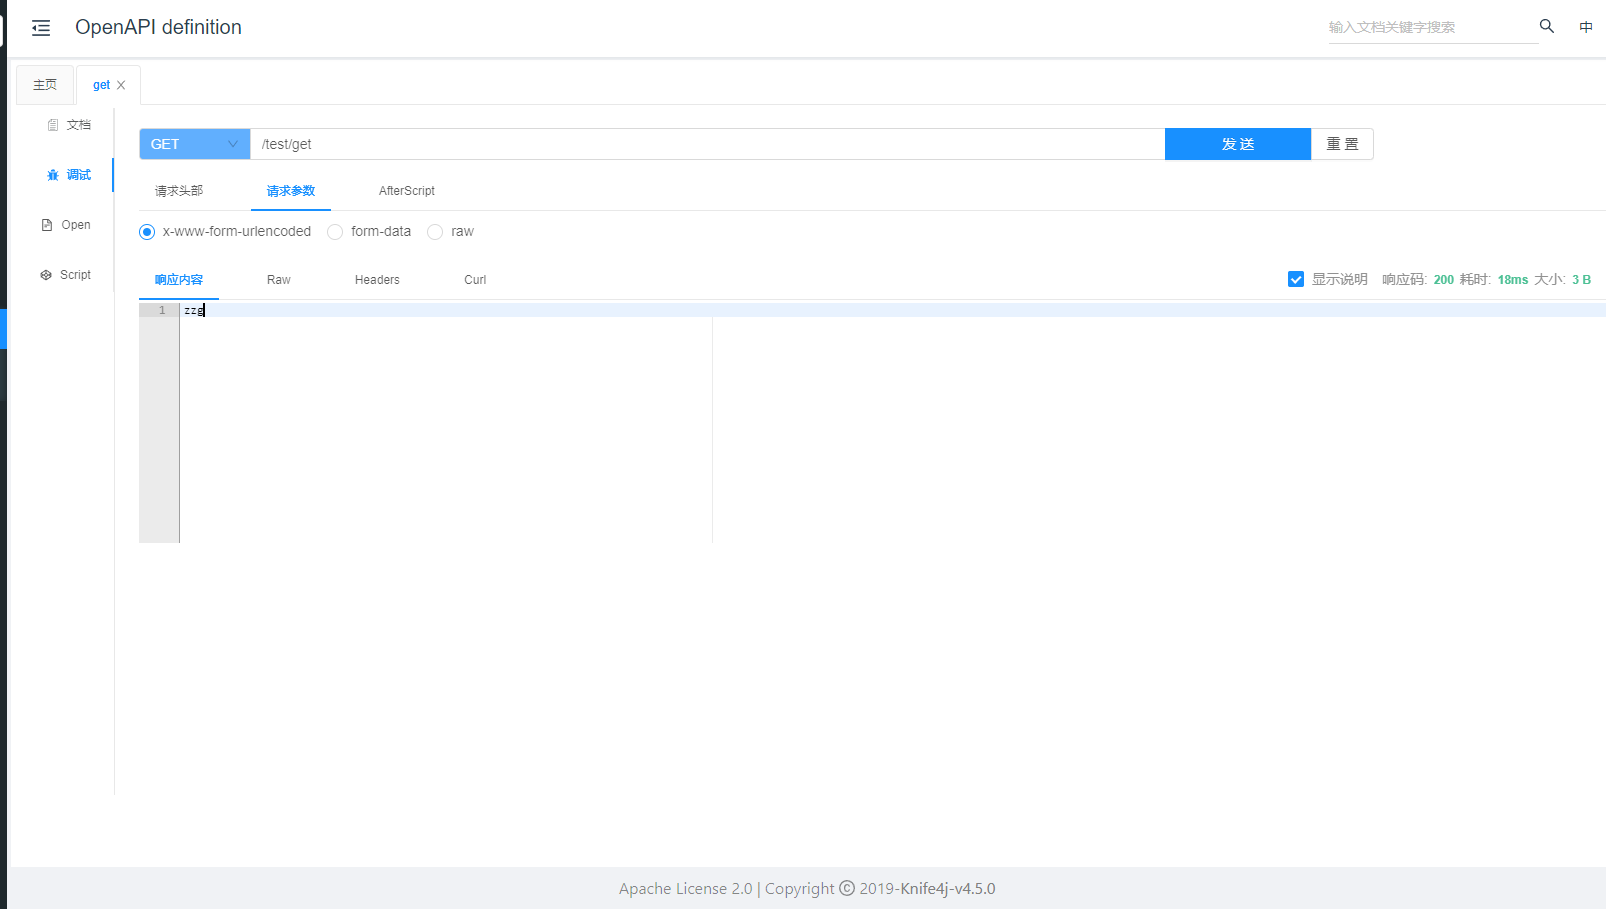 OpenAPI definition
输入文档关键字搜索
中
主页
get
文档
调试
Open
Script
GET
/test/get
发 送
重 置
请求头部
请求参数
AfterScript
x-www-form-urlencoded
form-data
raw
响应内容
Raw
Headers
Curl
显示说明
响应码: 200 耗时: 18ms 大小: 3 B
1
zzg
Apache License 2.0 | Copyright © 2019-Knife4j-v4.5.0